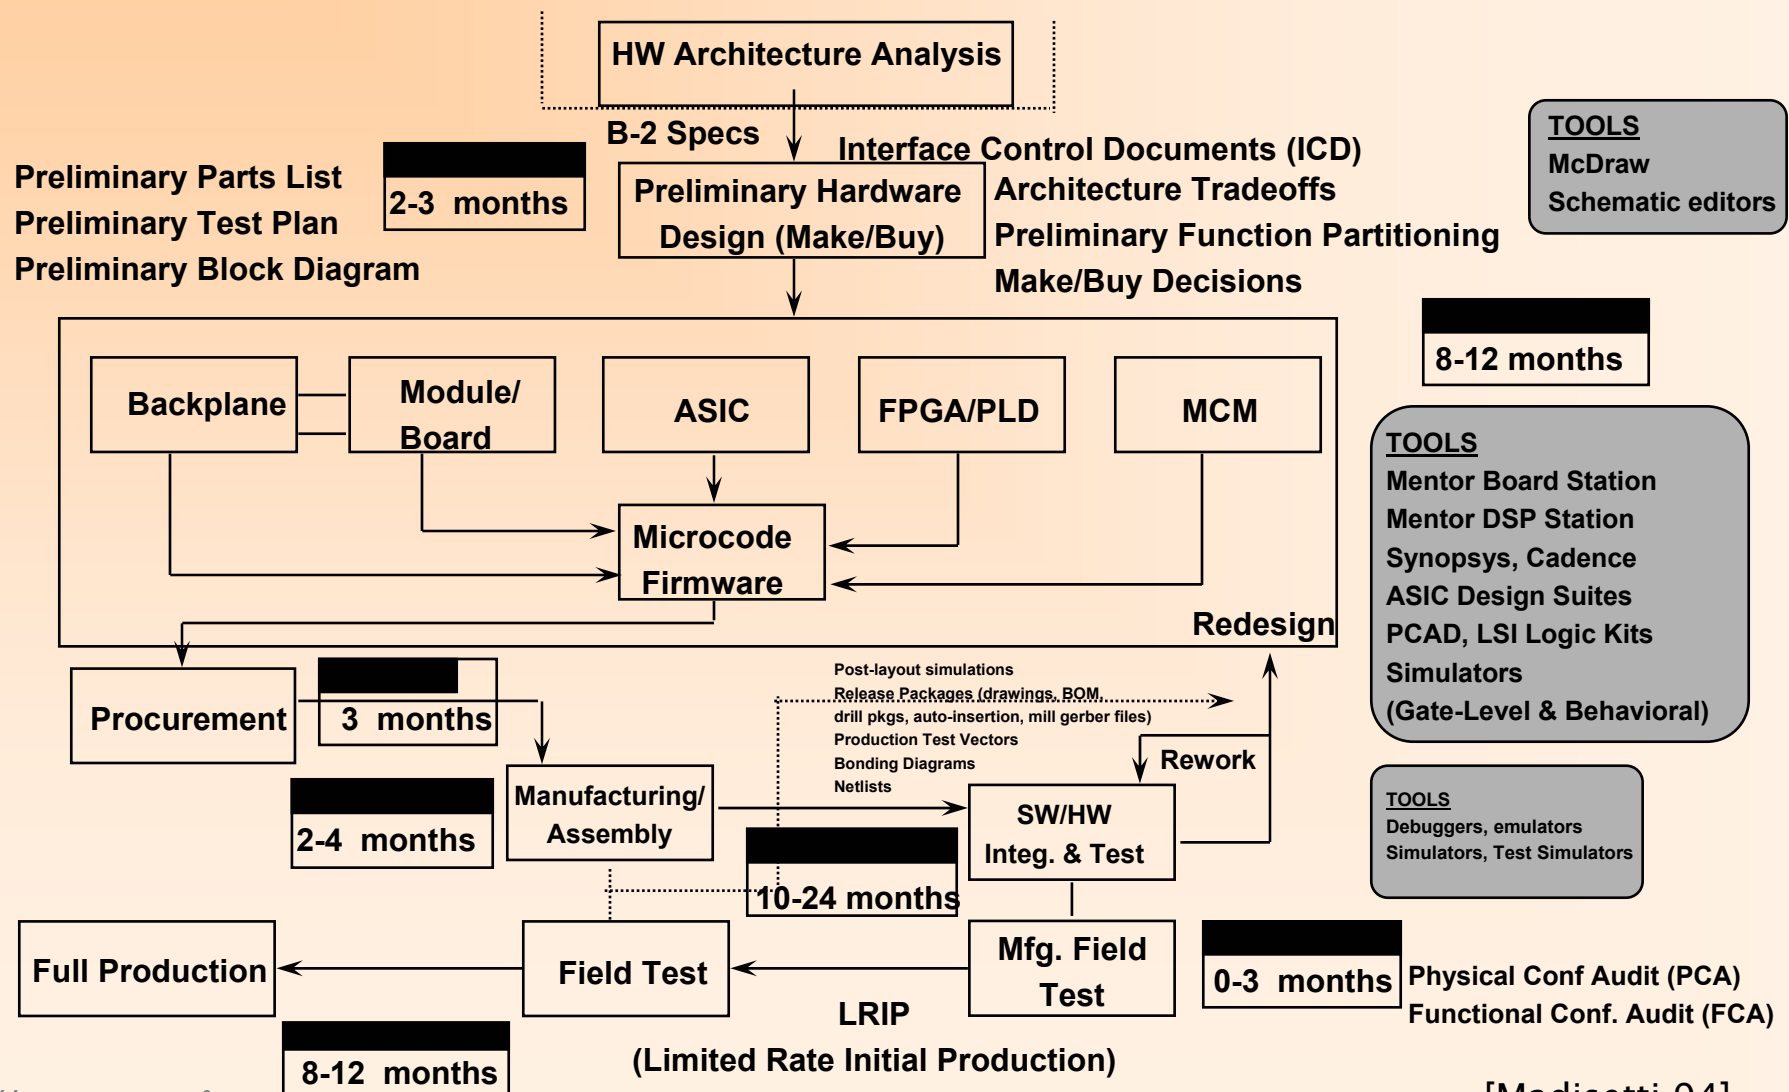 HW Architecture Analysis
B-2 Specs
Interface Control Documents (ICD)
TOOLS
McDraw
Schematic editors
Preliminary Parts List
Preliminary Test Plan
Preliminary Block Diagram
2-3 months
Preliminary Hardware
Design (Make/Buy)
Architecture Tradeoffs
Preliminary Function Partitioning
Make/Buy Decisions
8-12 months
Backplane
Module/
Board
ASIC
FPGA/PLD
MCM
Microcode
Firmware
Redesign
TOOLS
Mentor Board Station
Mentor DSP Station
Synopsys, Cadence
ASIC Design Suites
PCAD, LSI Logic Kits
Simulators
(Gate-Level & Behavioral)
Procurement
3 months
Post-layout simulations
Release Packages (drawings, BOM,
drill pkgs, auto-insertion, mill gerber files)
Production Test Vectors
Bonding Diagrams
Netlists
Rework
2-4 months
Manufacturing/
Assembly
SW/HW
Integ. & Test
TOOLS
Debuggers, emulators
Simulators, Test Simulators
10-24 months
Full Production
Field Test
Mfg. Field
Test
0-3 months
Physical Conf Audit (PCA)
Functional Conf. Audit (FCA)
LRIP
(Limited Rate Initial Production)
8-12 months
[Madisetti 94]